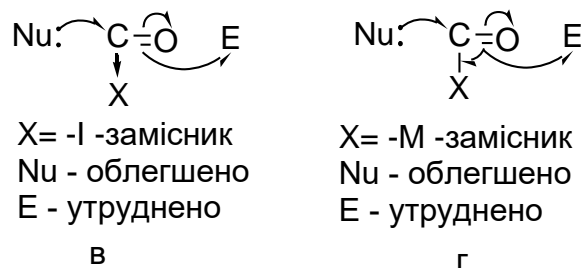 Nu: C=O E
X
X= -I -замісник
Nu - облегшено
E - утруднено
в
Nu: C=O E
X
X= -M -замісник
Nu - облегшено
E - утруднено
г